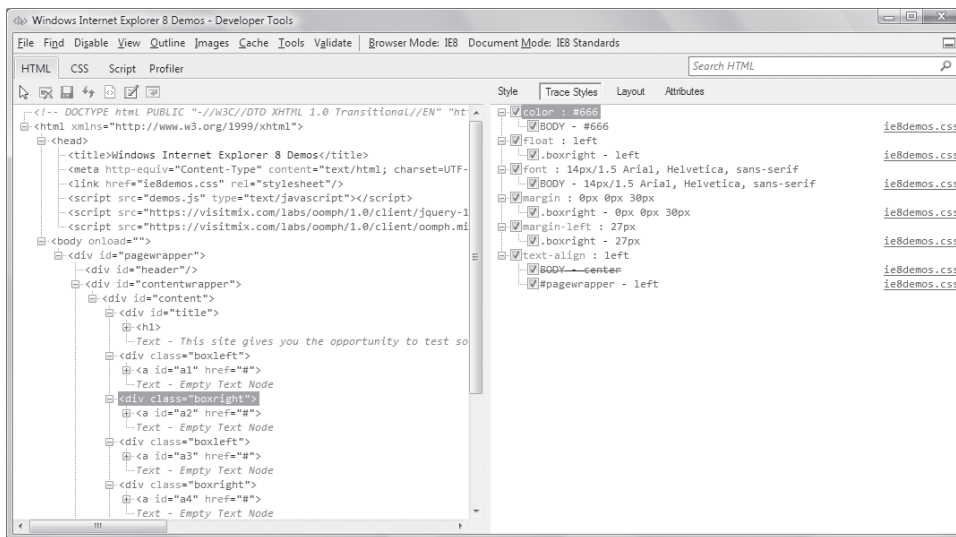 Windows Internet Explorer 8 Demos - Developer Tools
File Find Disable View Outline Images Cache Tools Validate Browser Mode: IE8 Document Mode: IE8 Standards
HTML CSS Script Profiler
Search HTML
Style Trace Styles Layout Attributes
<!-- DOCTYPE html PUBLIC "-//W3C//DTD XHTML 1.0 Transitional//EN" "ht
<html xmlns="http://www.w3.org/1999/xhtml">
<head>
<title>Windows Internet Explorer 8 Demos</title>
<meta http-equiv="Content-Type" content="text/html; charset=UTF-
<link href="ie8demos.css" rel="stylesheet"/>
<script src="demos.js" type="text/javascript"></script>
<script src="https://visitmix.com/labs/oomph/1.0/client/jquery-1
<script src="https://visitmix.com/labs/oomph/1.0/client/oomph.mi
<body onload="">
<div id="pagewrapper">
<div id="header"/>
<div id="contentwrapper">
<div id="content">
<div id="title">
<h1>
Text - This site gives you the opportunity to test so
<div class="boxleft">
<a id="a1" href="#">
Text - Empty Text Node
<div class="boxright">
<a id="a2" href="#">
Text - Empty Text Node
<div class="boxleft">
<a id="a3" href="#">
Text - Empty Text Node
<div class="boxright">
<a id="a4" href="#">
Text - Empty Text Node
color : #666
BODY - #666 ie8demos.css
float : left
.boxright - left ie8demos.css
font : 14px/1.5 Arial, Helvetica, sans-serif
BODY - 14px/1.5 Arial, Helvetica, sans-serif ie8demos.css
margin : 0px 0px 30px
.boxright - 0px 0px 30px ie8demos.css
margin-left : 27px
.boxright - 27px ie8demos.css
text-align : left
BODY - center ie8demos.css
#pagewrapper - left ie8demos.css